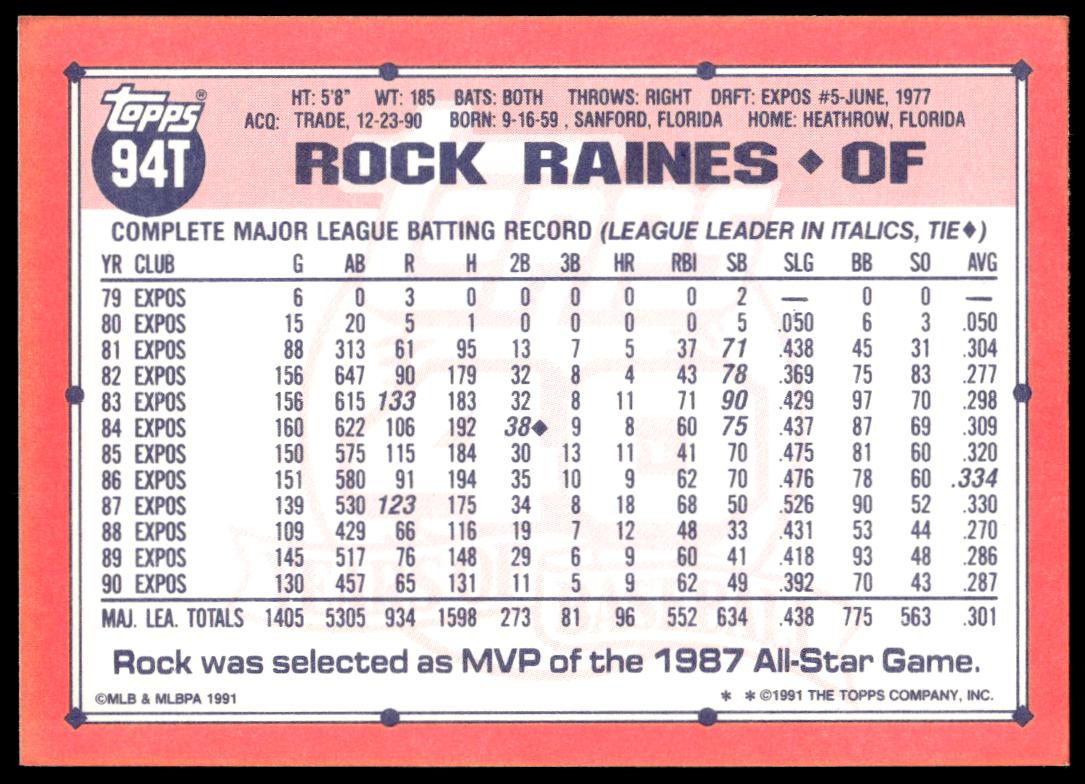 Topps®
94T
HT: 5'8" WT: 185 BATS: BOTH THROWS: RIGHT DRFT: EXPOS #5-JUNE, 1977
ACQ: TRADE, 12-23-90 BORN: 9-16-59 , SANFORD, FLORIDA HOME: HEATHROW, FLORIDA
ROCK RAINES ◆ OF
COMPLETE MAJOR LEAGUE BATTING RECORD (LEAGUE LEADER IN ITALICS, TIE◆)
YR CLUB G AB R H 2B 3B HR RBI SB SLG BB SO AVG
79 EXPOS 6 0 3 0 0 0 0 0 2 — 0 0 —
80 EXPOS 15 20 5 1 0 0 0 0 5 .050 6 3 .050
81 EXPOS 88 313 61 95 13 7 5 37 71 .438 45 31 .304
82 EXPOS 156 647 90 179 32 8 4 43 78 .369 75 83 .277
83 EXPOS 156 615 133 183 32 8 11 71 90 .429 97 70 .298
84 EXPOS 160 622 106 192 38◆ 9 8 60 75 .437 87 69 .309
85 EXPOS 150 575 115 184 30 13 11 41 70 .475 81 60 .320
86 EXPOS 151 580 91 194 35 10 9 62 70 .476 78 60 .334
87 EXPOS 139 530 123 175 34 8 18 68 50 .526 90 52 .330
88 EXPOS 109 429 66 116 19 7 12 48 33 .431 53 44 .270
89 EXPOS 145 517 76 148 29 6 9 60 41 .418 93 48 .286
90 EXPOS 130 457 65 131 11 5 9 62 49 .392 70 43 .287
MAJ. LEA. TOTALS 1405 5305 934 1598 273 81 96 552 634 .438 775 563 .301
Rock was selected as MVP of the 1987 All-Star Game.
©MLB & MLBPA 1991
* * ©1991 THE TOPPS COMPANY, INC.